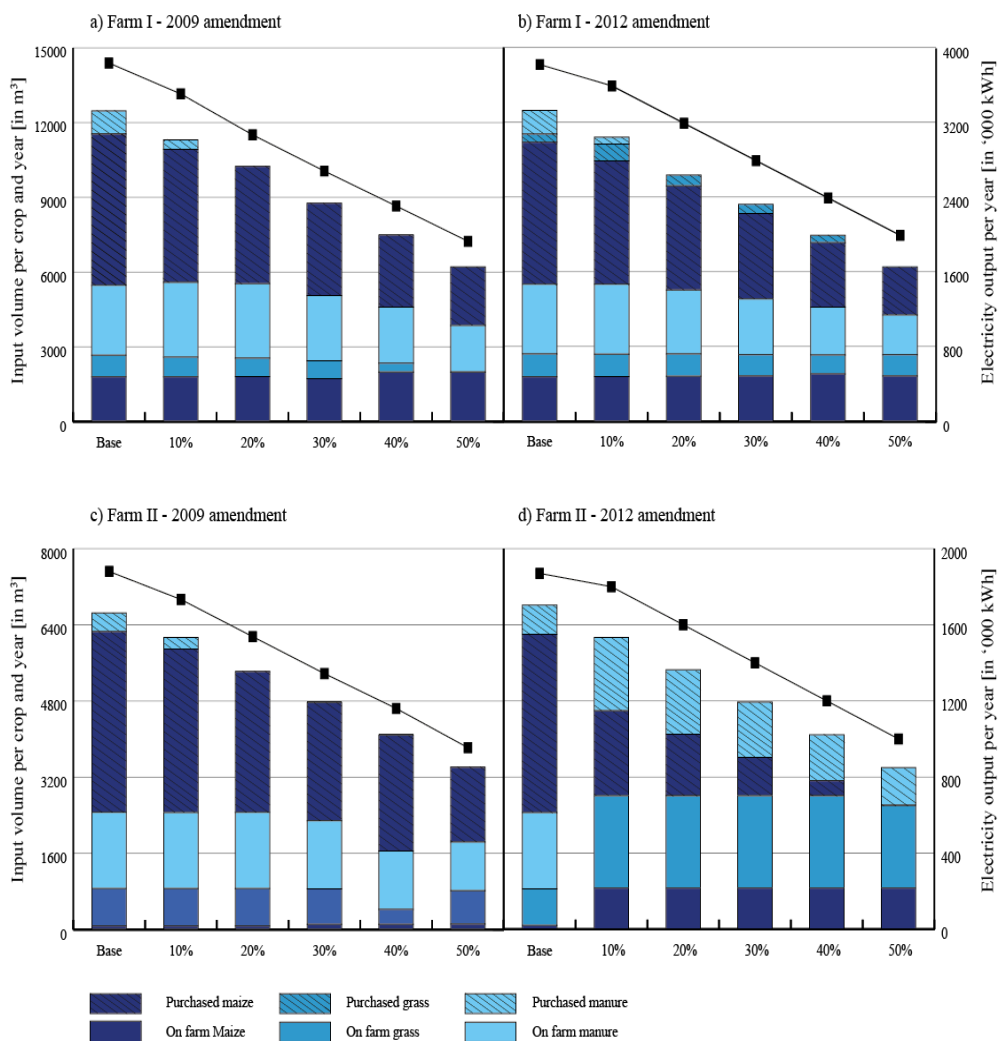 a) Farm I - 2009 amendment
b) Farm I - 2012 amendment
Input volume per crop and year [in m³]
15000
12000
9000
6000
3000
0
4000
3200
2400
1600
800
0
Electricity output per year [in ‘000 kWh]
Base 10% 20% 30% 40% 50%
Base 10% 20% 30% 40% 50%
c) Farm II - 2009 amendment
d) Farm II - 2012 amendment
Input volume per crop and year [in m³]
8000
6400
4800
3200
1600
0
2000
1600
1200
800
400
0
Electricity output per year [in ‘000 kWh]
Base 10% 20% 30% 40% 50%
Base 10% 20% 30% 40% 50%
Purchased maize Purchased grass Purchased manure
On farm Maize On farm grass On farm manure